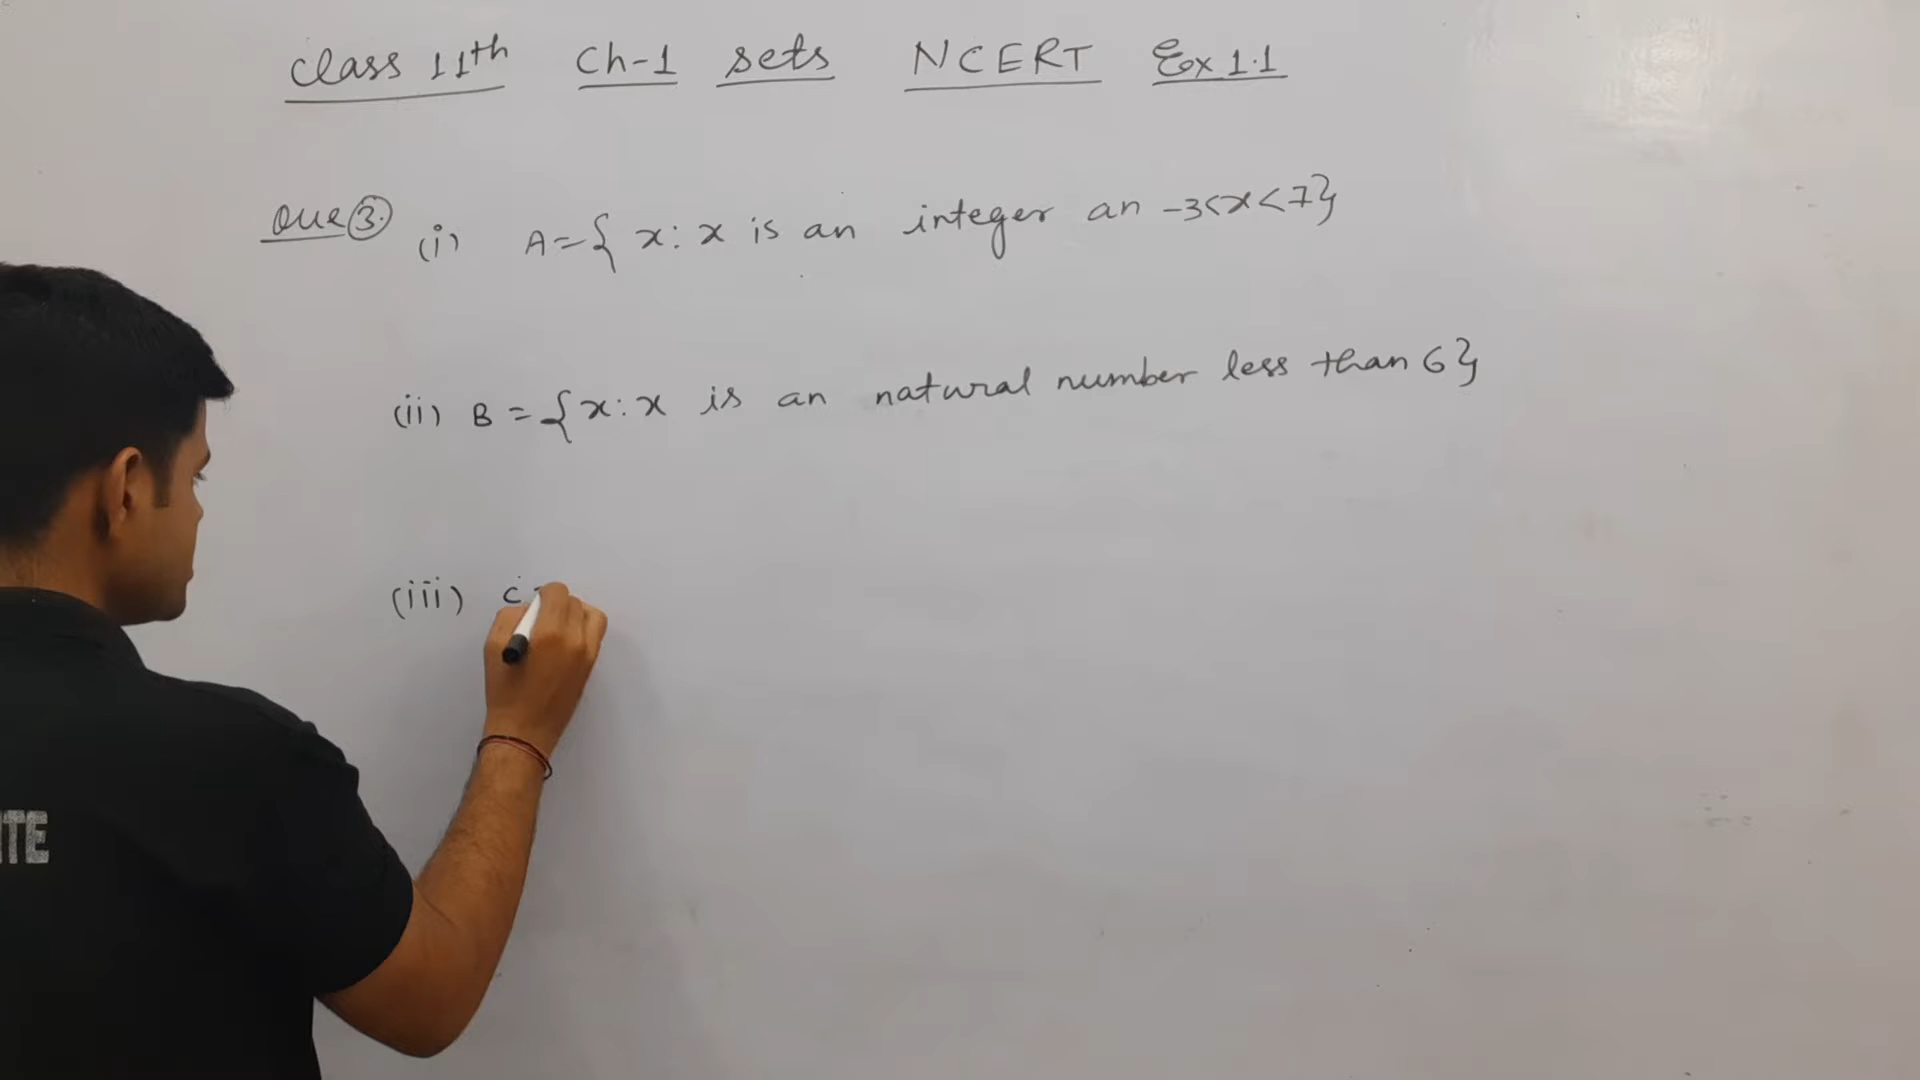 class 11th Ch-1 sets NCERT Ex 1.1
Que 3. (i) A={ x: x is an integer an -3<x<7}
(ii) B = {x:x is an natural number less than 6}
(iii) C=
ITE